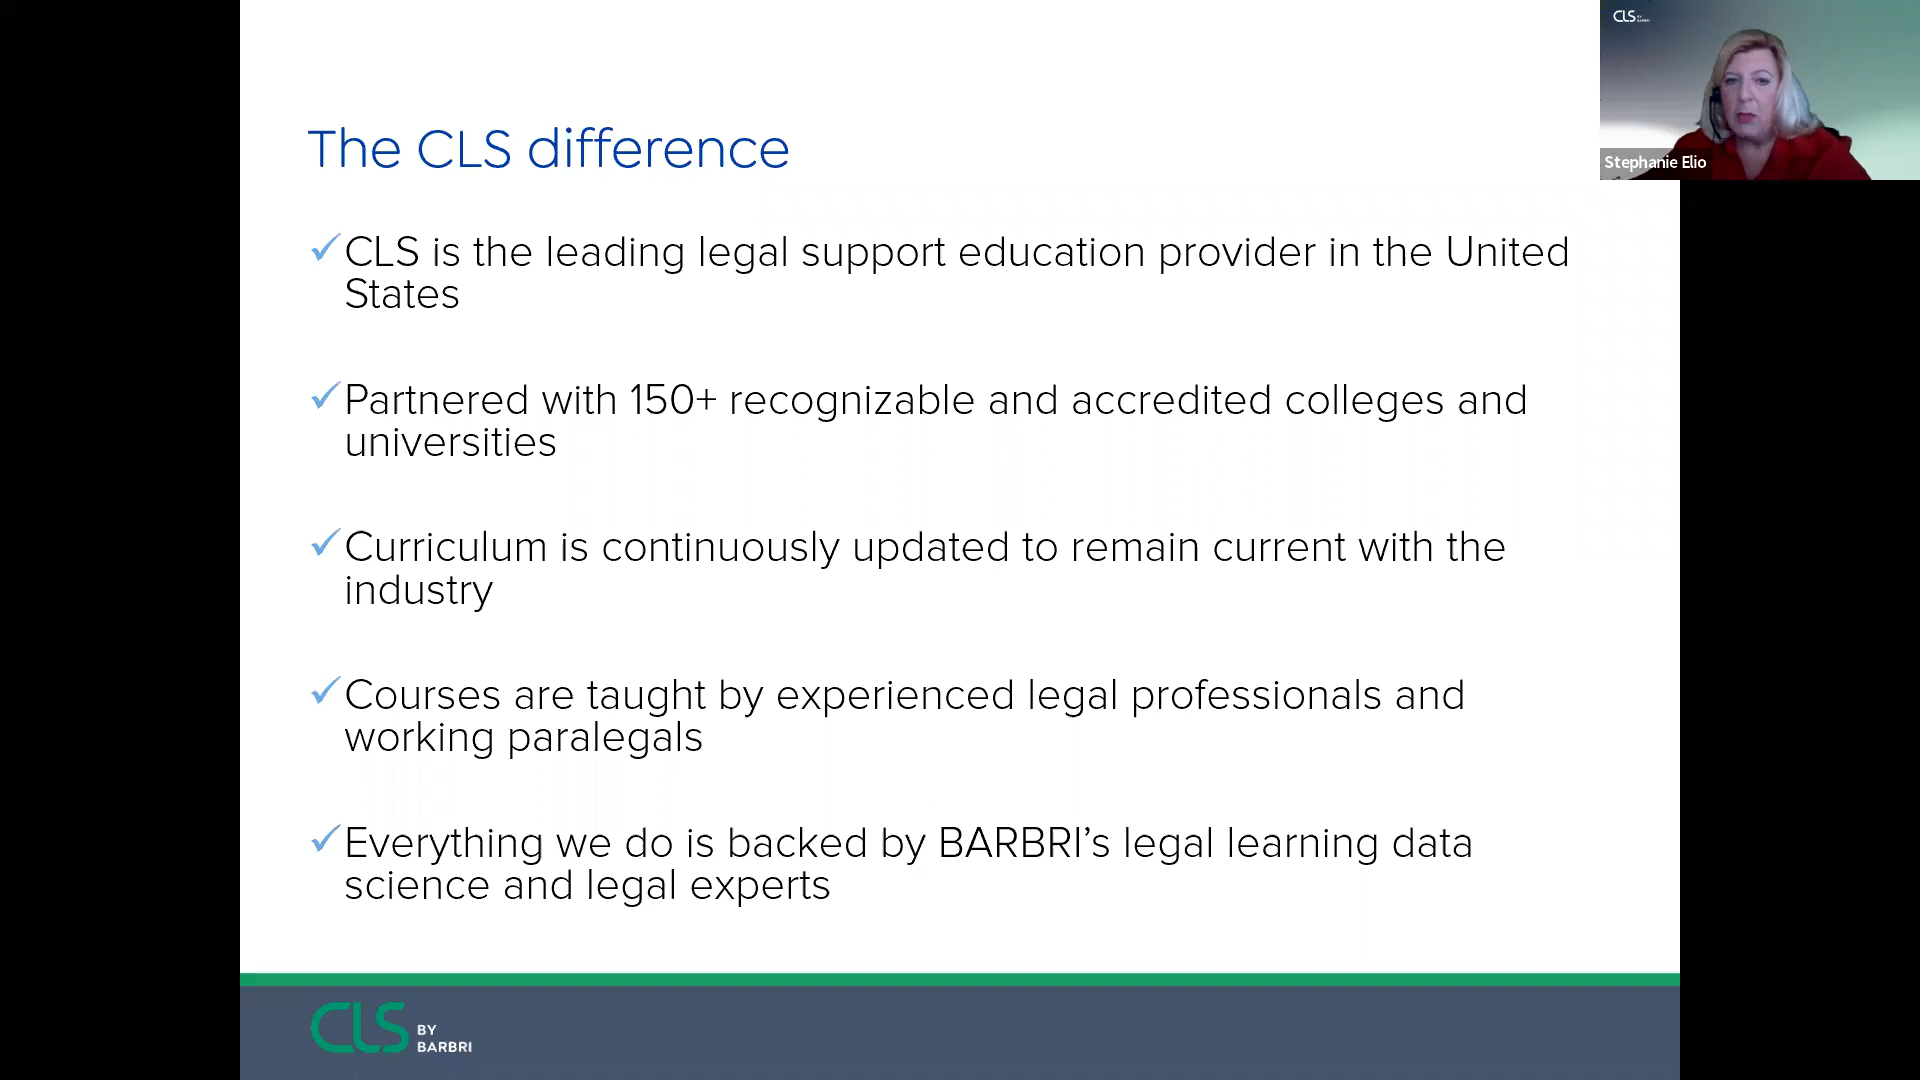 The CLS difference
✓CLS is the leading legal support education provider in the United
States
✓Partnered with 150+ recognizable and accredited colleges and
universities
✓Curriculum is continuously updated to remain current with the
industry
✓Courses are taught by experienced legal professionals and
working paralegals
✓Everything we do is backed by BARBRI’s legal learning data
science and legal experts
CLS BY
BARBRI
CLS BY
BARBRI
Stephanie Elio